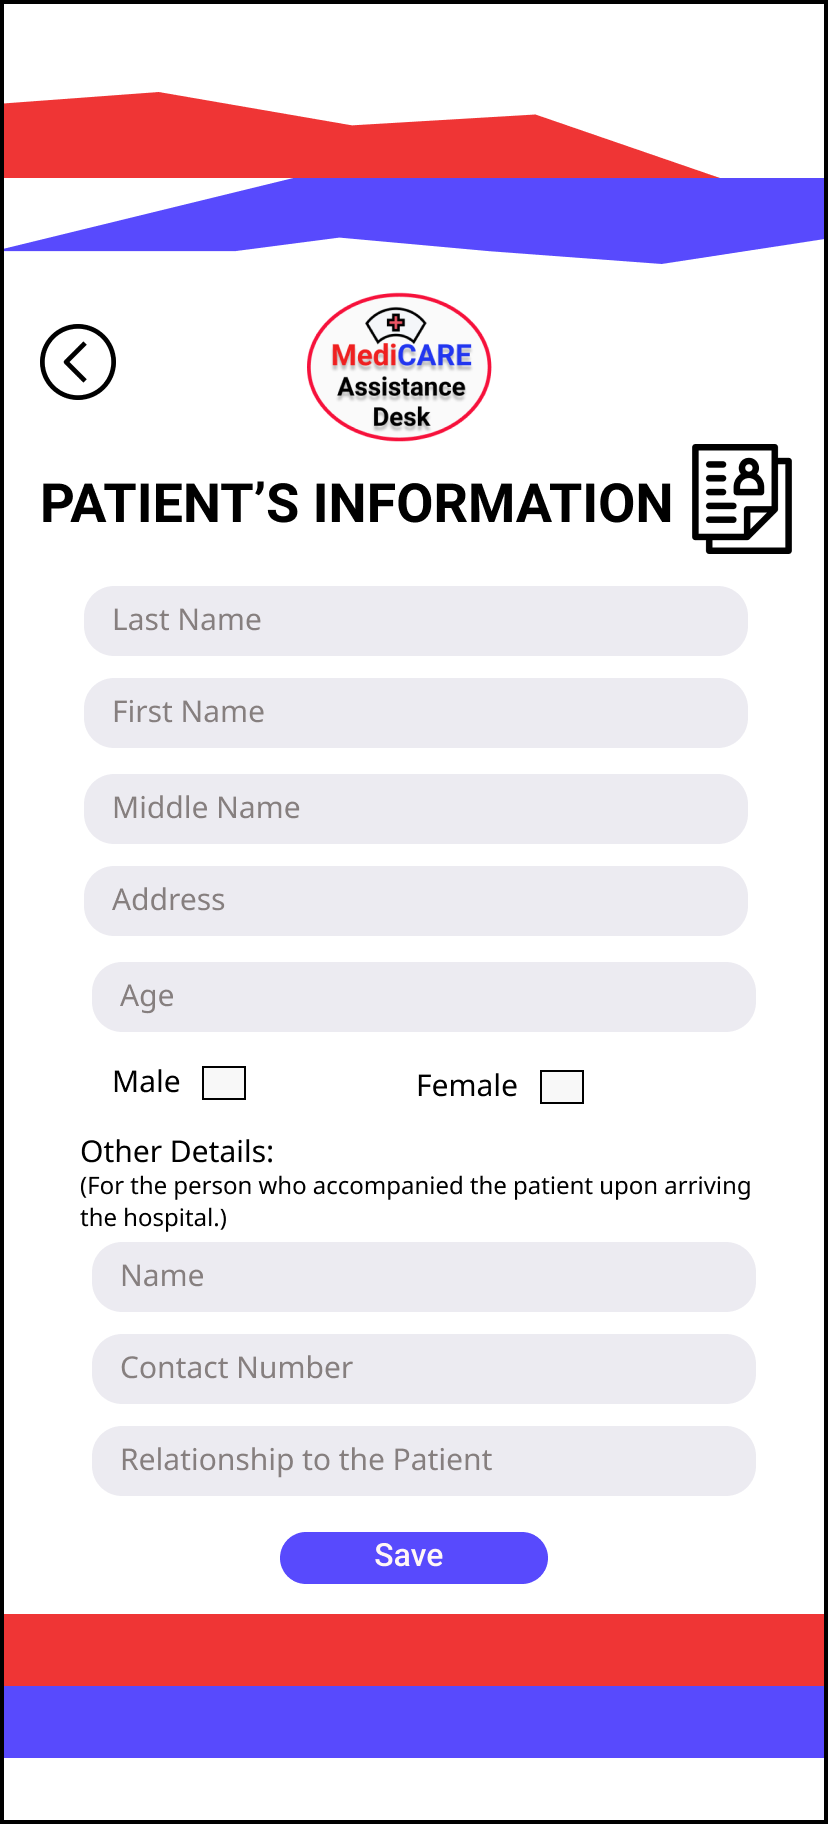 MediCARE
Assistance
Desk
PATIENT’S INFORMATION
Last Name
First Name
Middle Name
Address
Age
Male
Female
Other Details:
(For the person who accompanied the patient upon arriving
the hospital.)
Name
Contact Number
Relationship to the Patient
Save